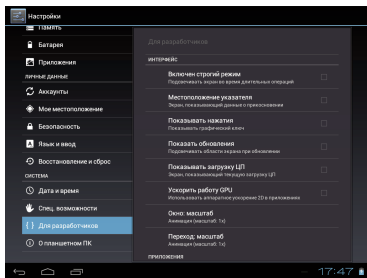 Настройки
Память
Батарея
Приложения
ЛИЧНЫЕ ДАННЫЕ
Аккаунты
Мое местоположение
Безопасность
Язык и ввод
Восстановление и сброс
СИСТЕМА
Дата и время
Спец. возможности
Для разработчиков
О планшетном ПК
Для разработчиков
ИНТЕРФЕЙС
Включен строгий режим
Подсвечивать экран во время длительных операций
Местоположение указателя
Экран, показывающий данные о прикосновении
Показывать нажатия
Показывать графический ключ
Показать обновления
Подсвечивать области экрана при обновлении
Показывать загрузку ЦП
Экран, показывающий текущую загрузку ЦП
Ускорить работу GPU
Использовать аппаратное ускорение 2D в приложениях
Окно: масштаб
Анимация (масштаб: 1x)
Переход: масштаб
Анимация (масштаб: 1x)
ПРИЛОЖЕНИЯ
17:47